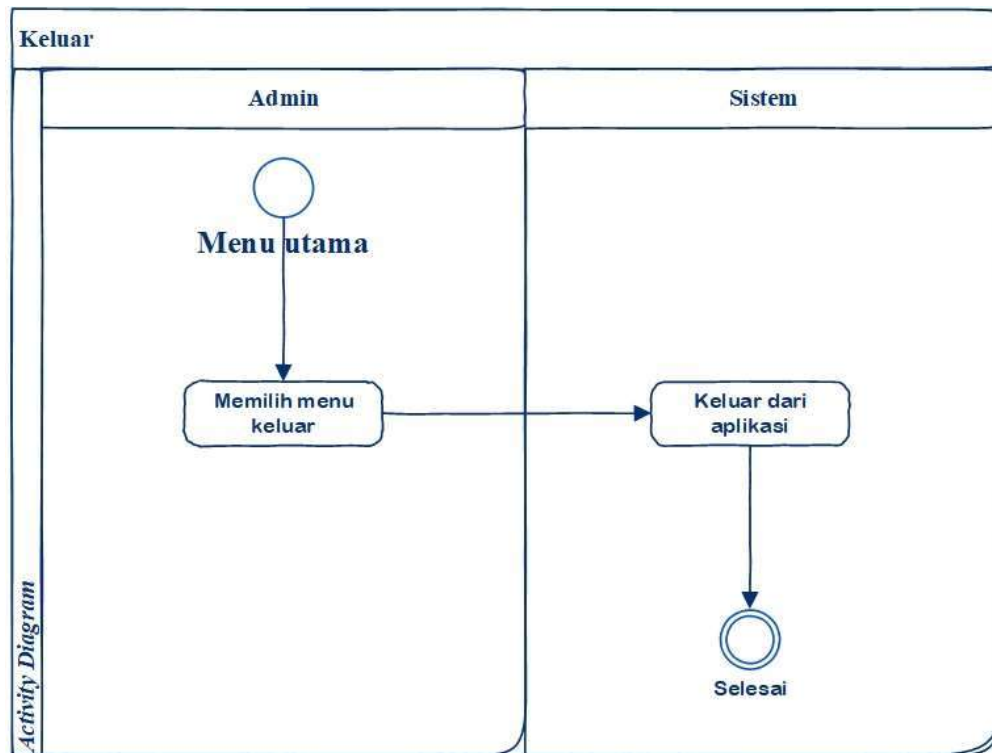 Keluar
Admin
Sistem
Menu utama
Memilih menu
keluar
Keluar dari
aplikasi
Selesai
Activity Diagram